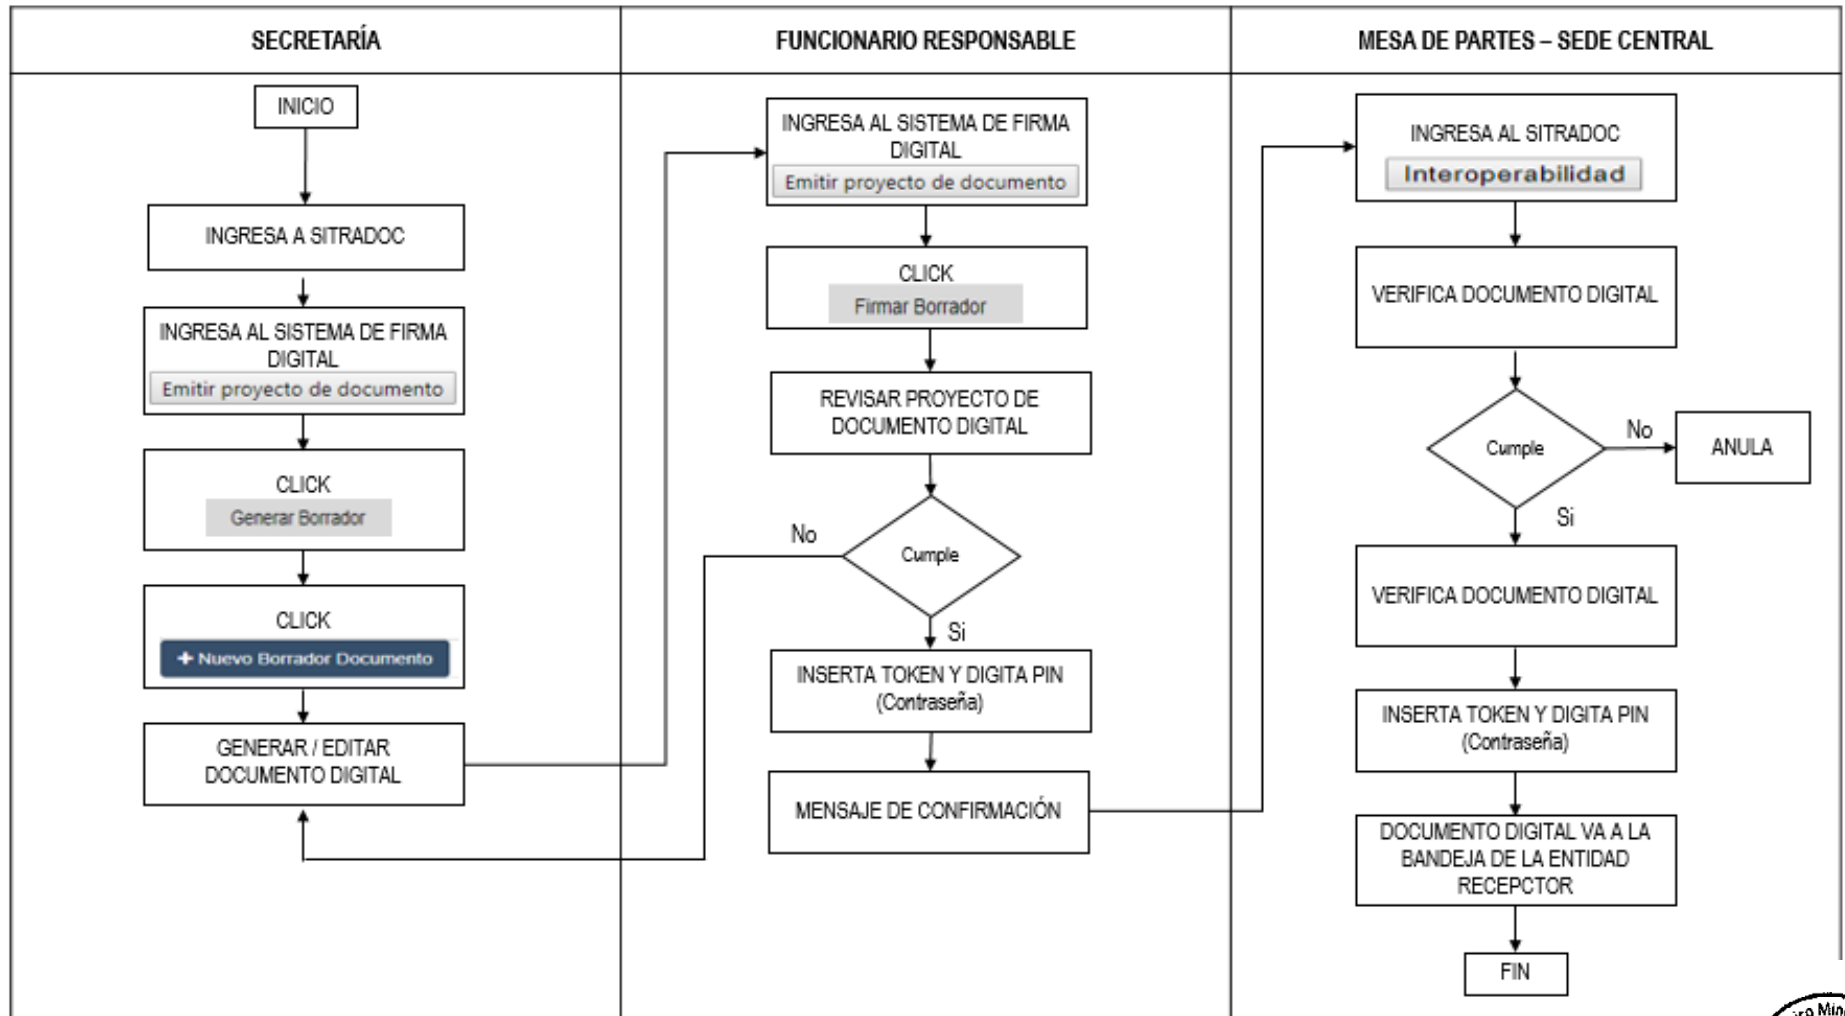 SECRETARÍA
INICIO
INGRESA A SITRADOC
INGRESA AL SISTEMA DE FIRMA
DIGITAL
Emitir proyecto de documento
CLICK
Generar Borrador
CLICK
+ Nuevo Borrador Documento
GENERAR / EDITAR
DOCUMENTO DIGITAL
FUNCIONARIO RESPONSABLE
INGRESA AL SISTEMA DE FIRMA
DIGITAL
Emitir proyecto de documento
CLICK
Firmar Borrador
REVISAR PROYECTO DE
DOCUMENTO DIGITAL
No
Cumple
Si
INSERTA TOKEN Y DIGITA PIN
(Contraseña)
MENSAJE DE CONFIRMACIÓN
MESA DE PARTES – SEDE CENTRAL
INGRESA AL SITRADOC
Interoperabilidad
VERIFICA DOCUMENTO DIGITAL
Cumple
No
ANULA
Si
VERIFICA DOCUMENTO DIGITAL
INSERTA TOKEN Y DIGITA PIN
(Contraseña)
DOCUMENTO DIGITAL VA A LA
BANDEJA DE LA ENTIDAD
RECEPCTOR
FIN